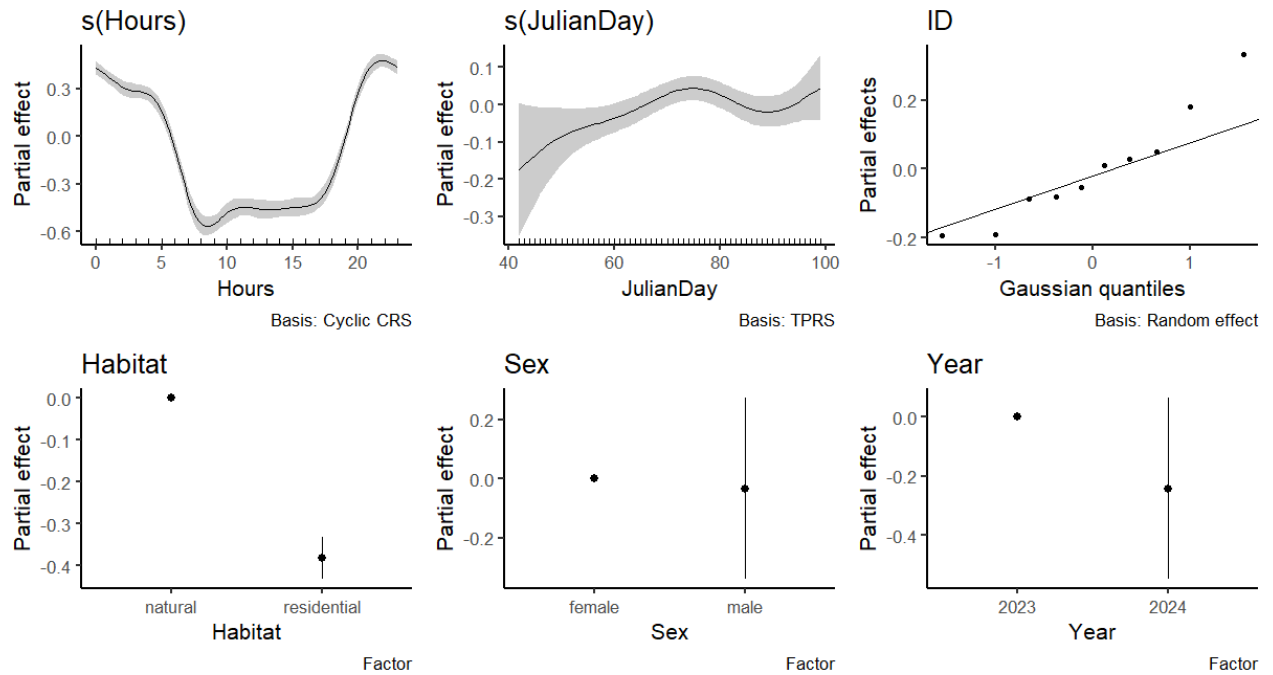 s(Hours)
Partial effect
0.3
0.0
-0.3
-0.6
0 5 10 15 20
Hours
Basis: Cyclic CRS
s(JulianDay)
Partial effect
0.1
0.0
-0.1
-0.2
-0.3
40 60 80 100
JulianDay
Basis: TPRS
ID
Partial effects
0.2
0.0
-0.2
-1 0 1
Gaussian quantiles
Basis: Random effect
Habitat
Partial effect
0.0
-0.1
-0.2
-0.3
-0.4
natural residential
Habitat
Factor
Sex
Partial effect
0.2
0.0
-0.2
female male
Sex
Factor
Year
Partial effect
0.0
-0.2
-0.4
2023 2024
Year
Factor